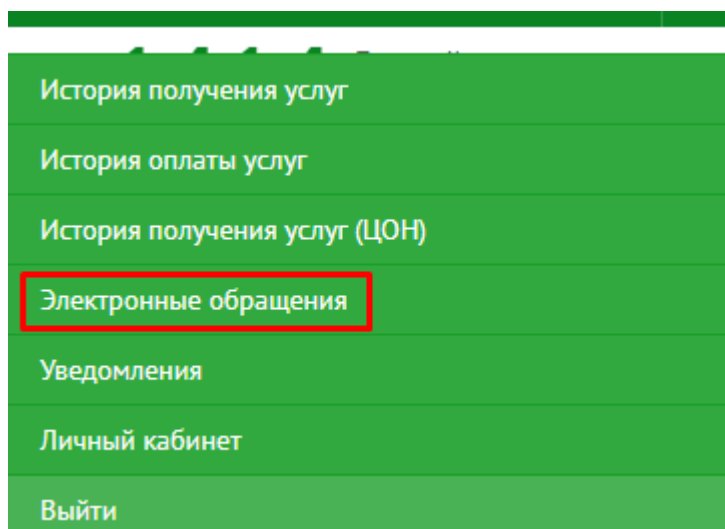 История получения услуг
История оплаты услуг
История получения услуг (ЦОН)
Электронные обращения
Уведомления
Личный кабинет
Выйти